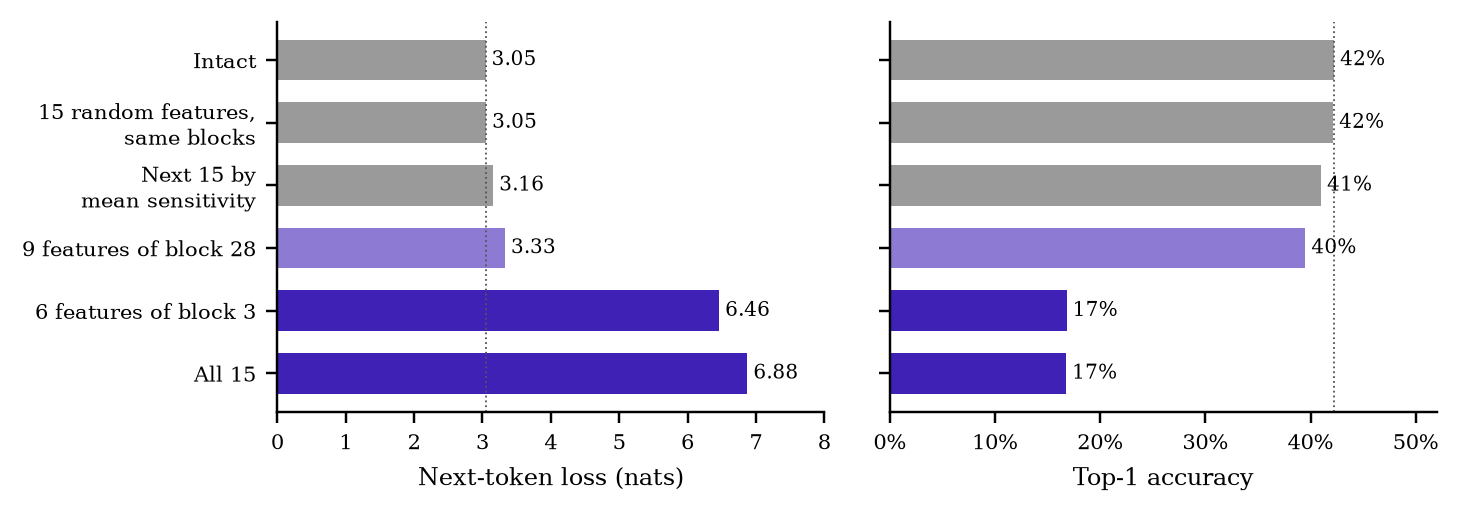 Intact
3.05
42%
15 random features,
same blocks
3.05
42%
Next 15 by
mean sensitivity
3.16
41%
9 features of block 28
3.33
40%
6 features of block 3
6.46
17%
All 15
6.88
17%
0 1 2 3 4 5 6 7 8
Next-token loss (nats)
0% 10% 20% 30% 40% 50%
Top-1 accuracy